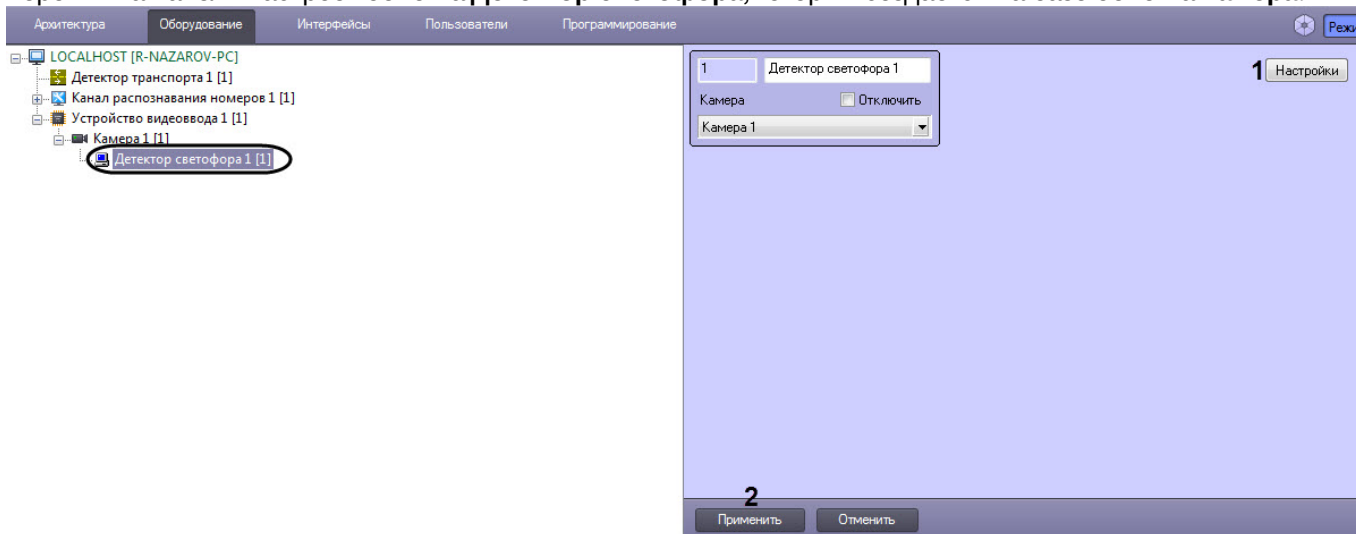 Архитектура Оборудование Интерфейсы Пользователи Программирование
LOCALHOST [R-NAZAROV-PC]
Детектор транспорта 1 [1]
Канал распознавания номеров 1 [1]
Устройство видеоввода 1 [1]
Камера 1 [1]
Детектор светофора 1 [1]
1 Детектор светофора 1
Камера Отключить
Камера 1
1 Настройки
2
Применить Отменить